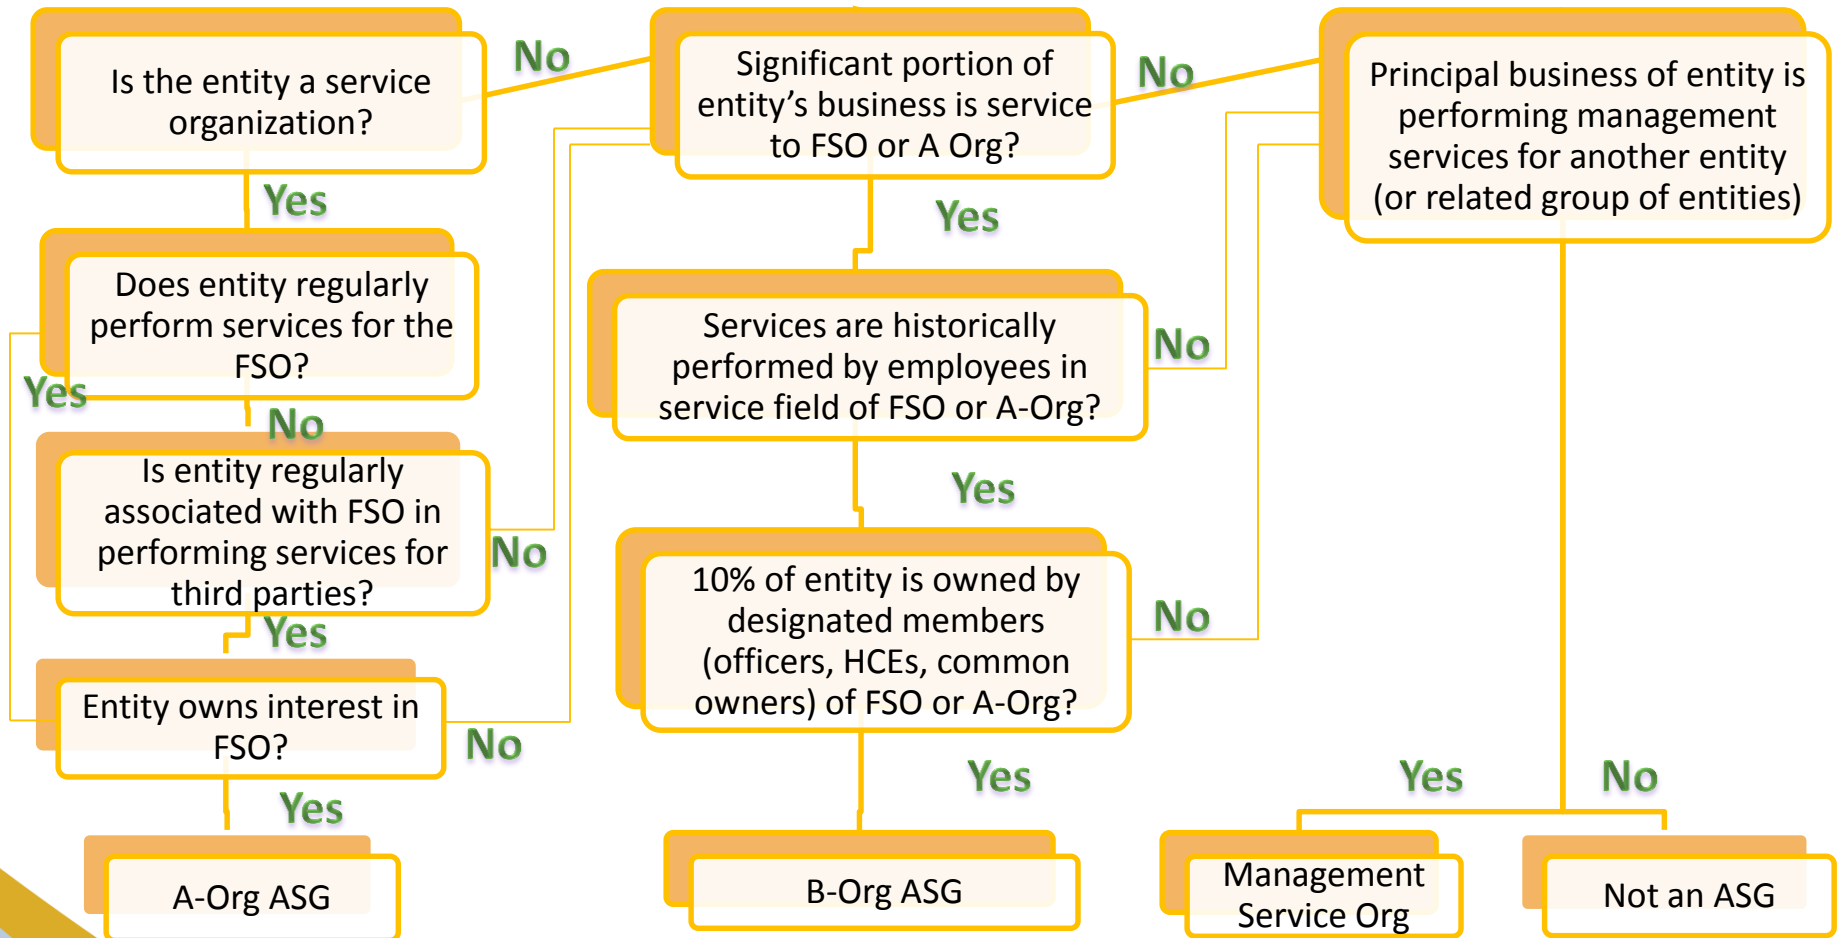 Is the entity a service
organization?
No
Yes
Does entity regularly
perform services for the
FSO?
Yes
No
Is entity regularly
associated with FSO in
performing services for
third parties?
No
Yes
Entity owns interest in
FSO?
No
Yes
A-Org ASG
Significant portion of
entity’s business is service
to FSO or A Org?
No
Yes
Services are historically
performed by employees in
service field of FSO or A-Org?
No
Yes
10% of entity is owned by
designated members
(officers, HCEs, common
owners) of FSO or A-Org?
No
Yes
B-Org ASG
Principal business of entity is
performing management
services for another entity
(or related group of entities)
Yes
No
Management
Service Org
Not an ASG